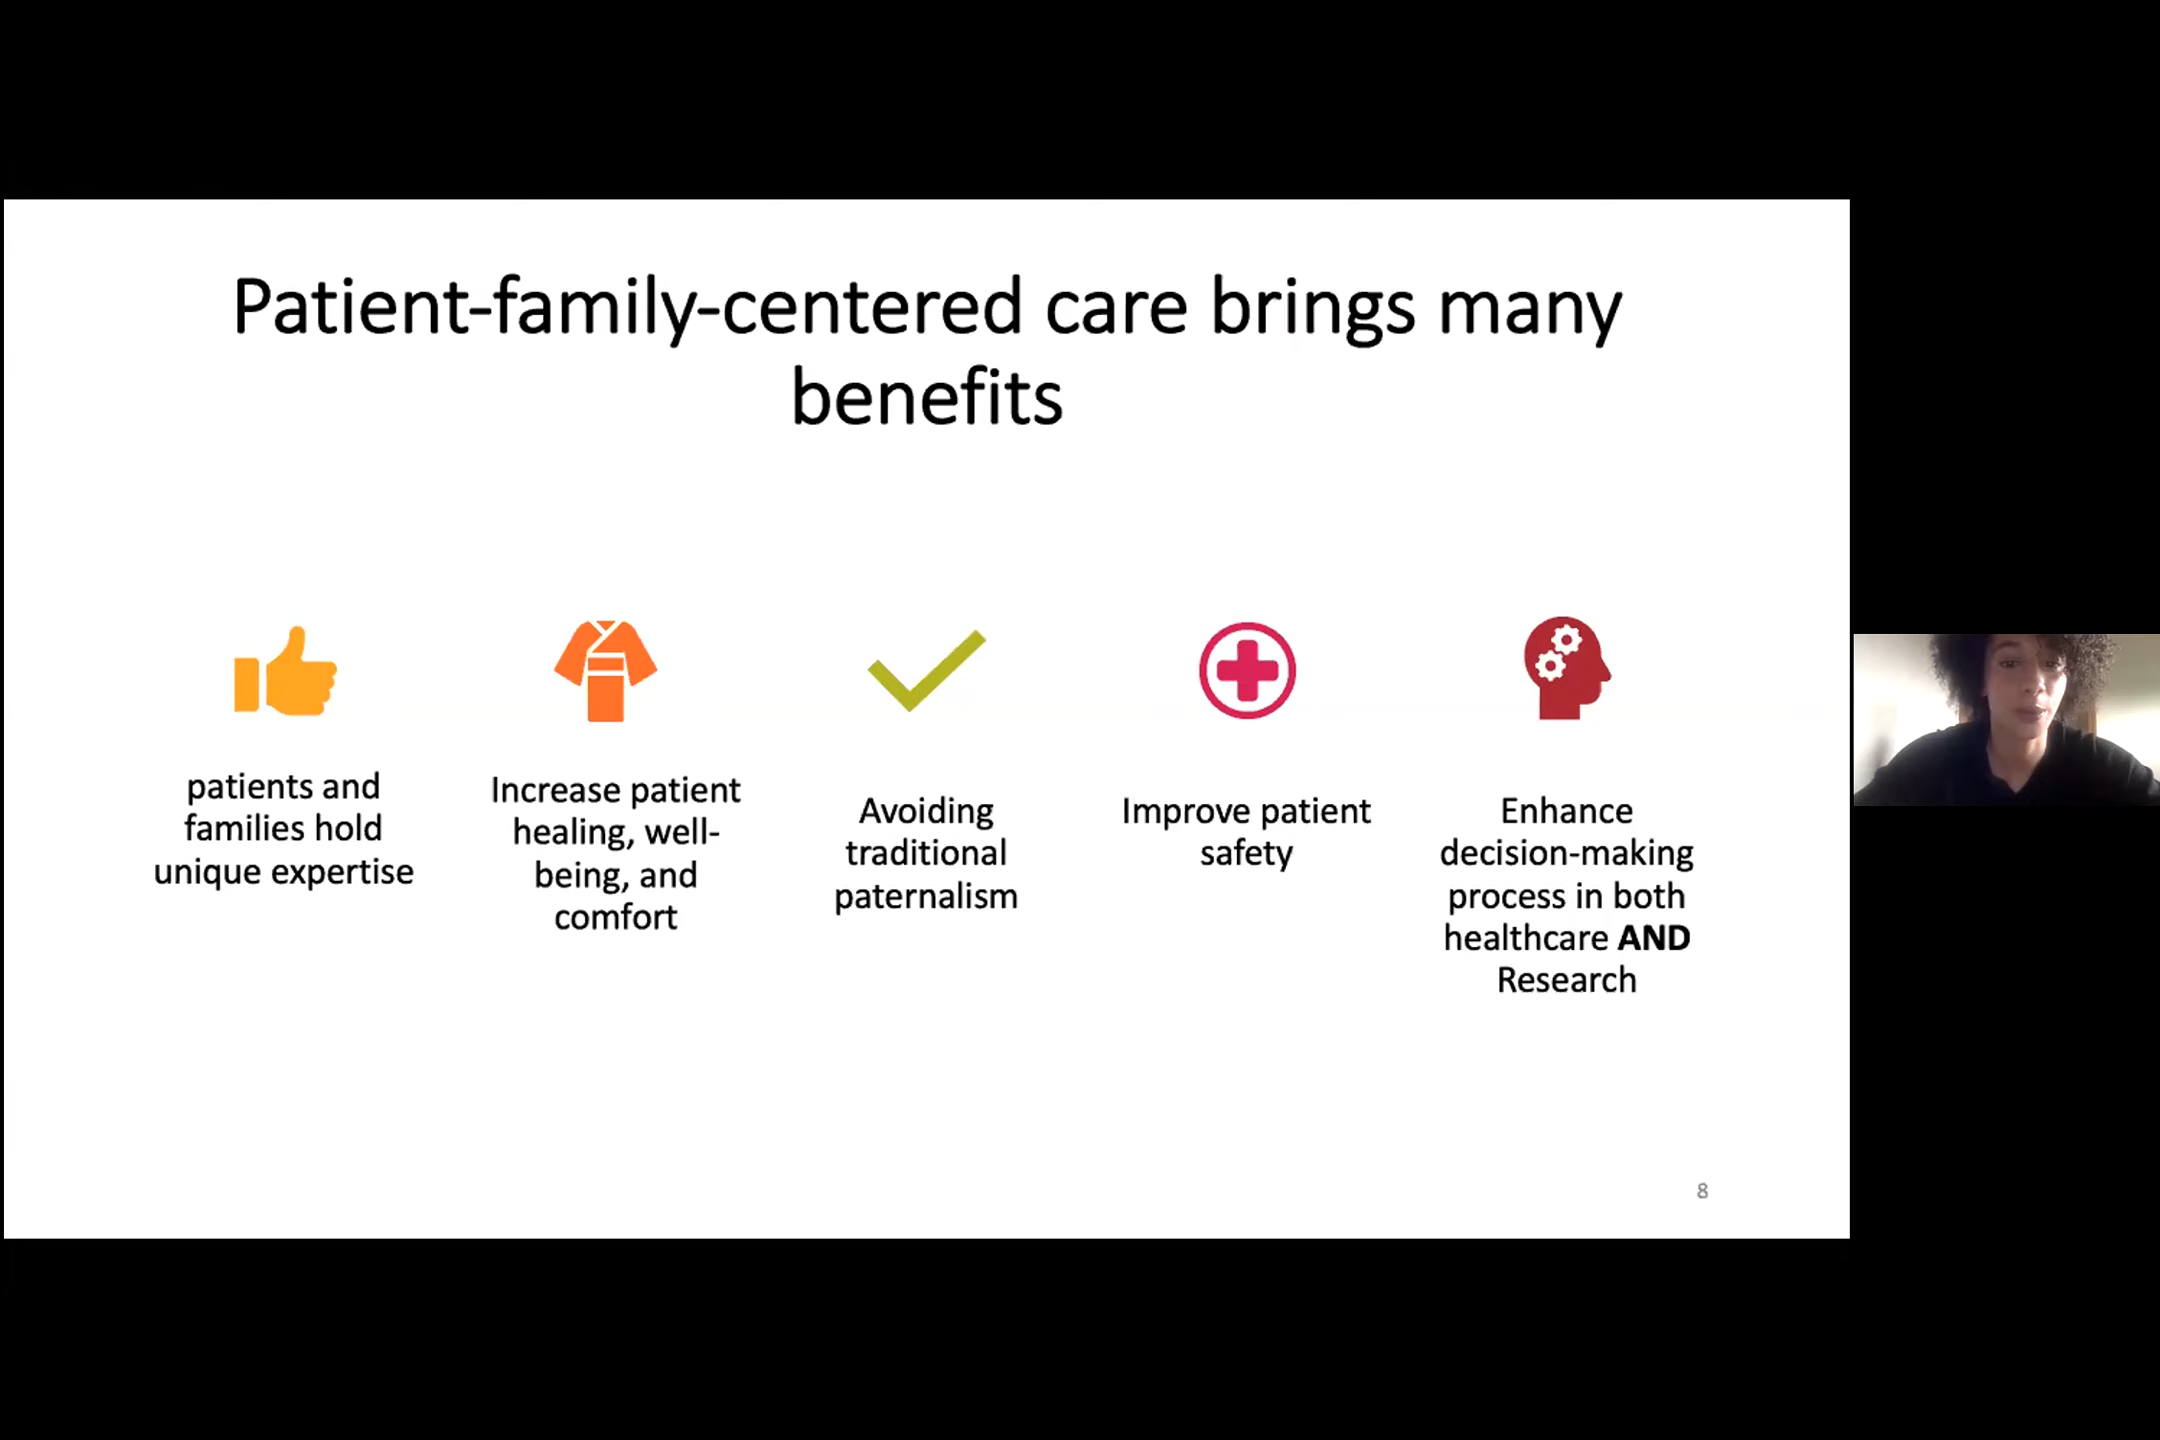 Patient-family-centered care brings many
benefits
patients and
families hold
unique expertise
Increase patient
healing, well-
being, and
comfort
Avoiding
traditional
paternalism
Improve patient
safety
Enhance
decision-making
process in both
healthcare AND
Research
8